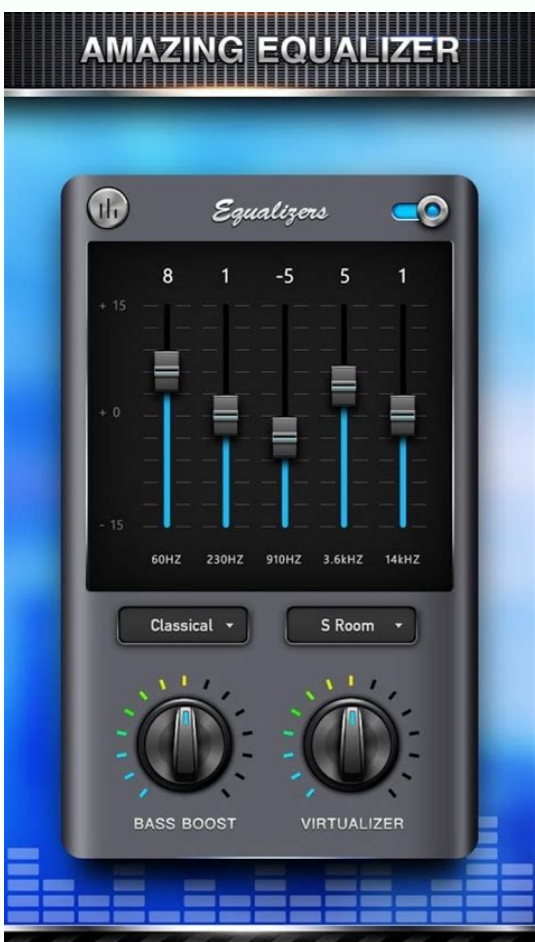 AMAZING EQUALIZER
Equalizers
8 1 -5 5 1
+ 15
+ 0
- 15
60HZ 230HZ 910HZ 3.6kHZ 14kHZ
Classical S Room
BASS BOOST VIRTUALIZER